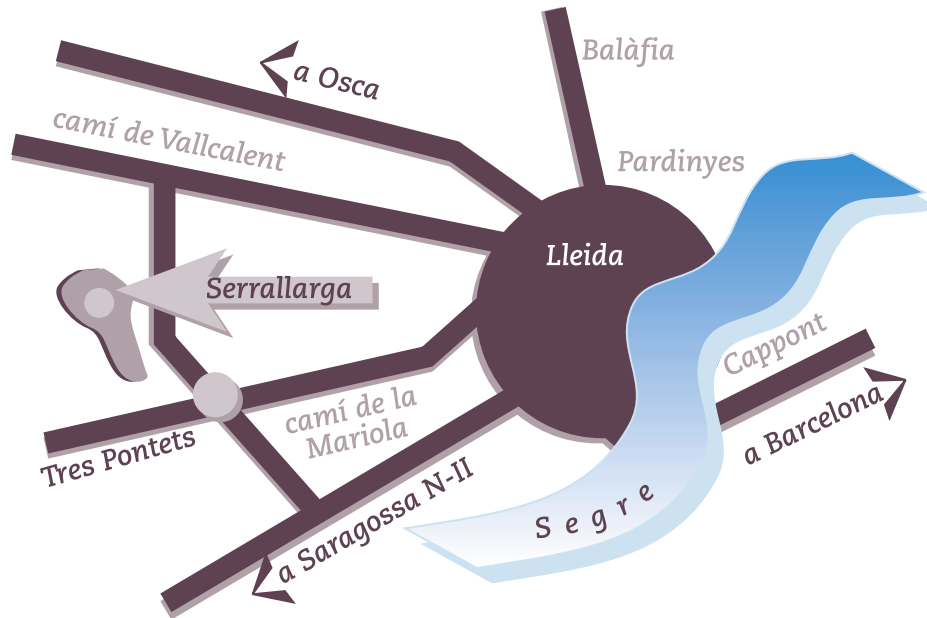 Balàfia
a Osca
camí de Vallcalent
Pardinyes
Lleida
Serrallarga
Cappont
camí de la
Mariola
a Barcelona
Tres Pontets
a Saragossa N-II
Segre